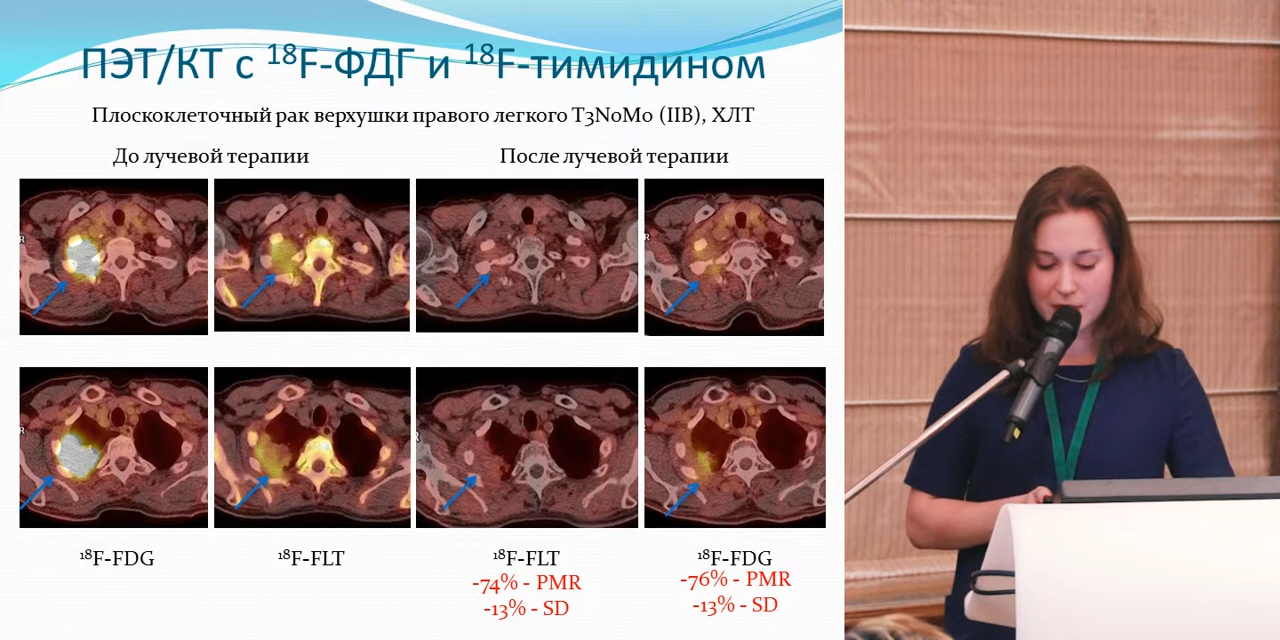 ПЭТ/КТ с ¹⁸F-ФДГ и ¹⁸F-тимидином
Плоскоклеточный рак верхушки правого легкого T3N0M0 (IIB), ХЛТ
До лучевой терапии
После лучевой терапии
R
R
R
R
R
¹⁸F-FDG
¹⁸F-FLT
¹⁸F-FLT
-74% - PMR
-13% - SD
¹⁸F-FDG
-76% - PMR
-13% - SD